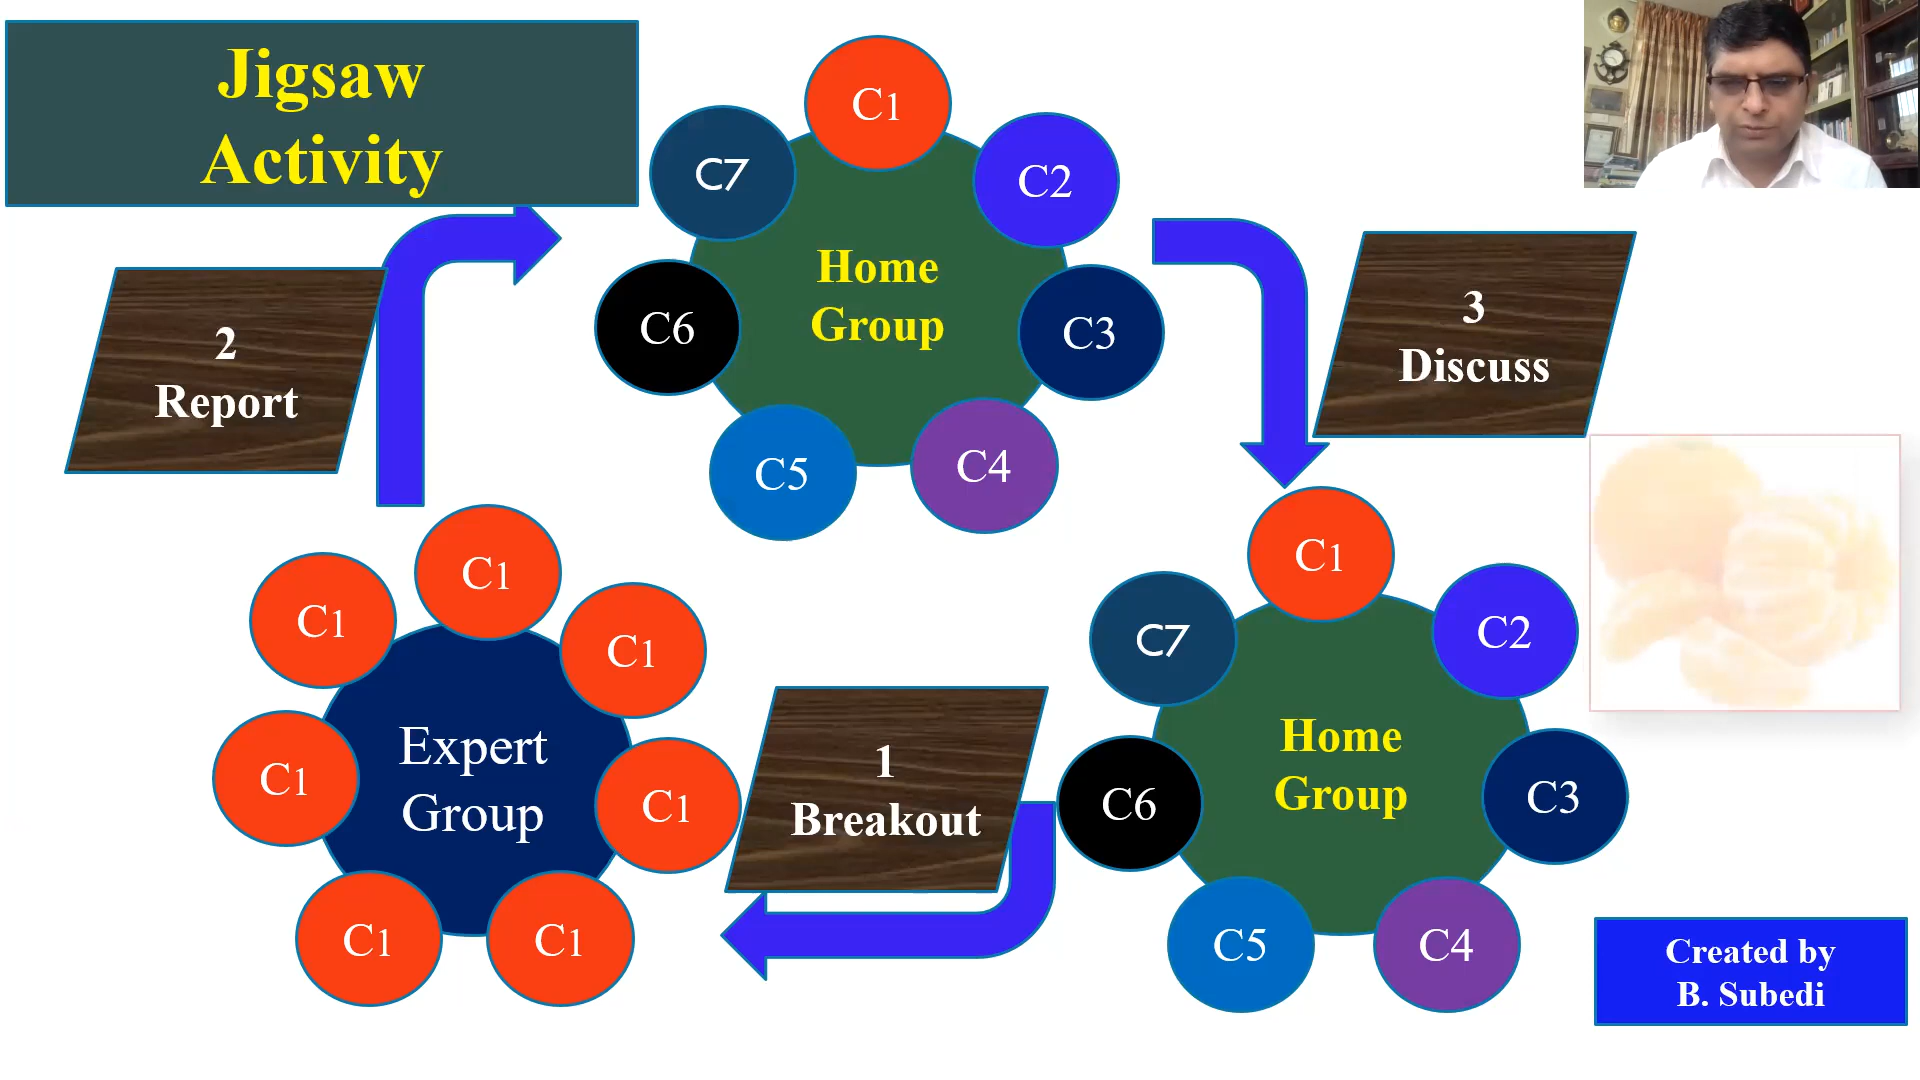 Jigsaw
Activity
C1
C7
C2
Home
Group
C6
C3
C5
C4
2
Report
3
Discuss
C1
C1
C1
C1
C1
C1
C1
Expert
Group
1
Breakout
C1
C7
C2
Home
Group
C6
C3
C5
C4
Created by
B. Subedi